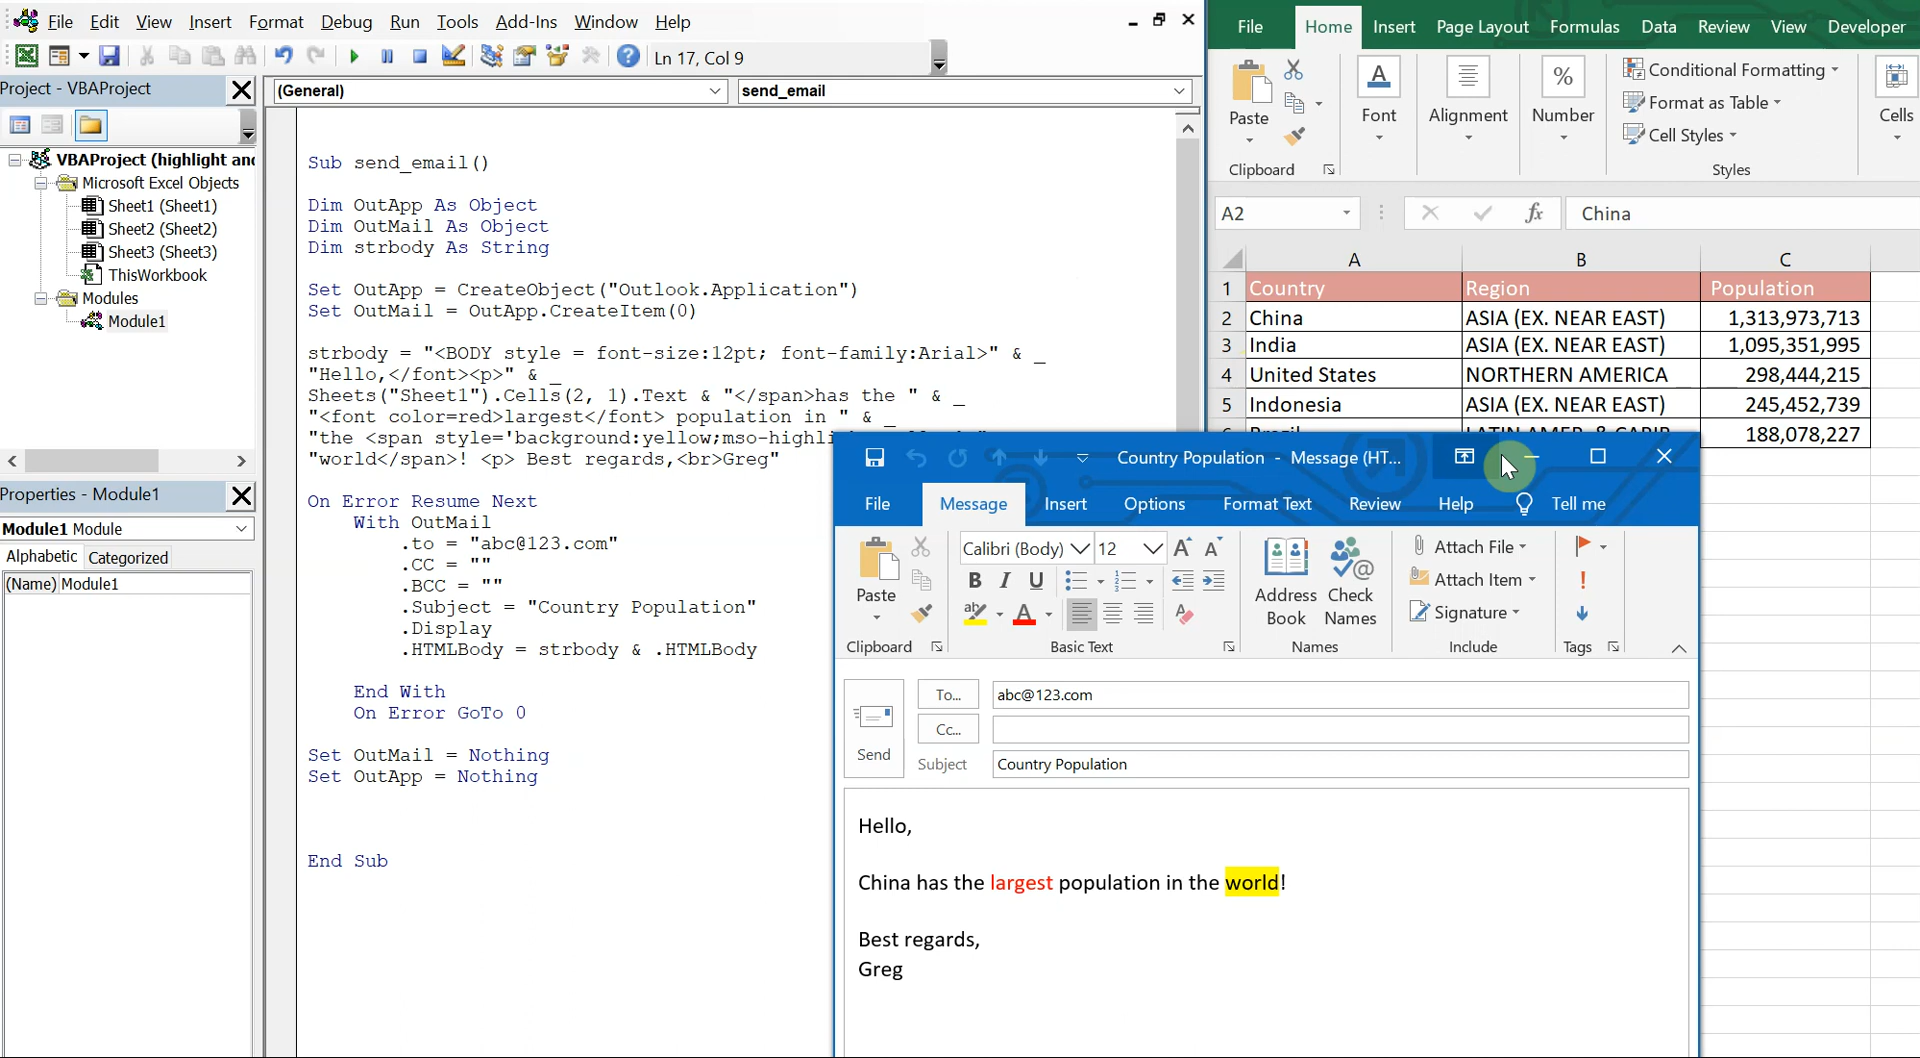 File Edit View Insert Format Debug Run Tools Add-Ins Window Help
Ln 17, Col 9
Project - VBAProject
VBAProject (highlight and
Microsoft Excel Objects
Sheet1 (Sheet1)
Sheet2 (Sheet2)
Sheet3 (Sheet3)
ThisWorkbook
Modules
Module1
Properties - Module1
Module1 Module
Alphabetic Categorized
(Name) Module1
(General) send_email
Sub send_email()
Dim OutApp As Object
Dim OutMail As Object
Dim strbody As String
Set OutApp = CreateObject("Outlook.Application")
Set OutMail = OutApp.CreateItem(0)
strbody = "<BODY style = font-size:12pt; font-family:Arial>" & _
"Hello,</font><p>" & _
Sheets("Sheet1").Cells(2, 1).Text & "</span>has the " & _
"<font color=red>largest</font> population in " & _
"the <span style='background:yellow;mso-highli
"world</span>! <p> Best regards,<br>Greg"
On Error Resume Next
With OutMail
.to = "abc@123.com"
.CC = ""
.BCC = ""
.Subject = "Country Population"
.Display
.HTMLBody = strbody & .HTMLBody
End With
On Error GoTo 0
Set OutMail = Nothing
Set OutApp = Nothing
End Sub
File Home Insert Page Layout Formulas Data Review View Developer
Paste
Font
Alignment
%
Number
Conditional Formatting
Format as Table
Cell Styles
Cells
Clipboard
Styles
A2 fx China
A B C
1 Country Region Population
2 China ASIA (EX. NEAR EAST) 1,313,973,713
3 India ASIA (EX. NEAR EAST) 1,095,351,995
4 United States NORTHERN AMERICA 298,444,215
5 Indonesia ASIA (EX. NEAR EAST) 245,452,739
6 Brazil LATIN AMER. & CARIB 188,078,227
Country Population - Message (HT...
File Message Insert Options Format Text Review Help Tell me
Paste
Calibri (Body) 12 A A
B I U
ab A
Address Book
Check Names
Attach File
Attach Item
Signature
Clipboard Basic Text Names Include Tags
Send
To... abc@123.com
Cc...
Subject Country Population
Hello,
China has the largest population in the world!
Best regards,
Greg